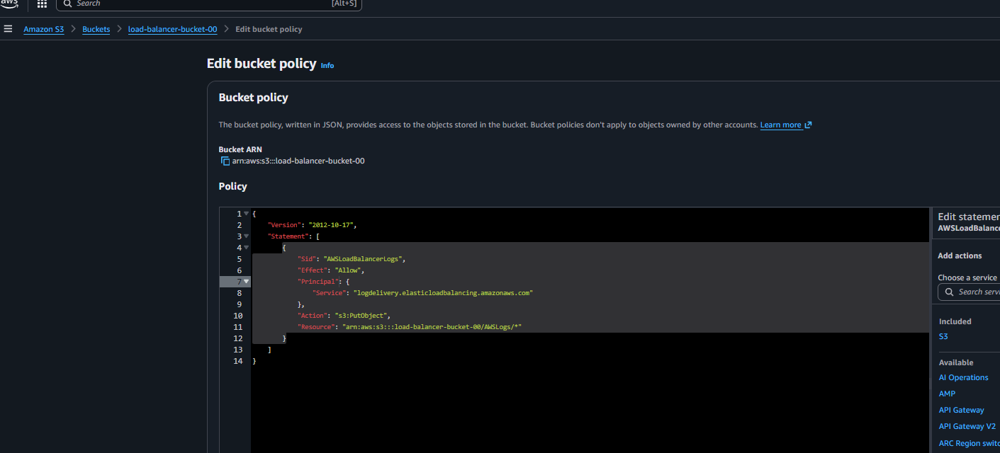 aws
Search [Alt+S]
Amazon S3 > Buckets > load-balancer-bucket-00 > Edit bucket policy
Edit bucket policy Info
Bucket policy
The bucket policy, written in JSON, provides access to the objects stored in the bucket. Bucket policies don't apply to objects owned by other accounts. Learn more
Bucket ARN
arn:aws:s3:::load-balancer-bucket-00
Policy
1 {
2 "Version": "2012-10-17",
3 "Statement": [
4 {
5 "Sid": "AWSLoadBalancerLogs",
6 "Effect": "Allow",
7 "Principal": {
8 "Service": "logdelivery.elasticloadbalancing.amazonaws.com"
9 },
10 "Action": "s3:PutObject",
11 "Resource": "arn:aws:s3:::load-balancer-bucket-00/AWSLogs/*"
12 }
13 ]
14 }
Edit statemen
AWSLoadBalance
Add actions
Choose a service
Search servi
Included
S3
Available
AI Operations
AMP
API Gateway
API Gateway V2
ARC Region switc